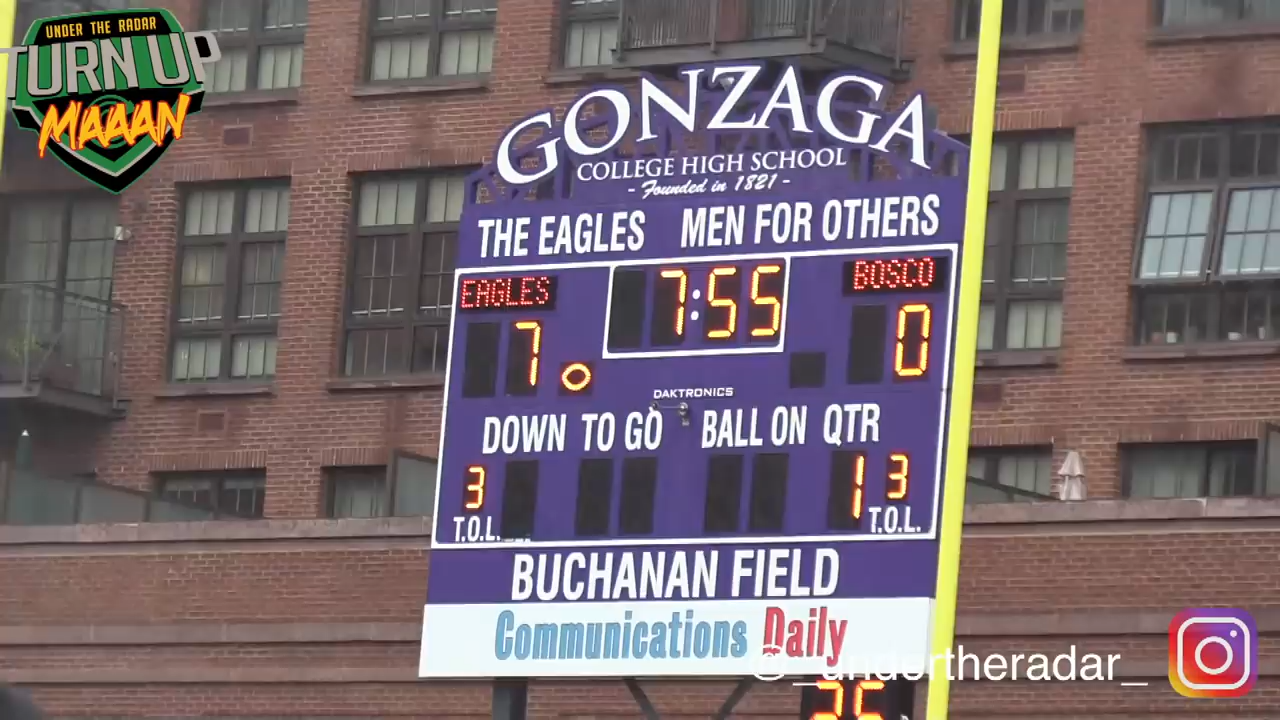 UNDER THE RADAR
TURN UP
MAAAN
GONZAGA
COLLEGE HIGH SCHOOL
- Founded in 1821 -
THE EAGLES MEN FOR OTHERS
EAGLES 7:55 BOSCO
7 0
DAKTRONICS
DOWN TO GO BALL ON QTR
3 1 3
T.O.L. T.O.L.
BUCHANAN FIELD
Communications Daily
@_undertheradar_
25